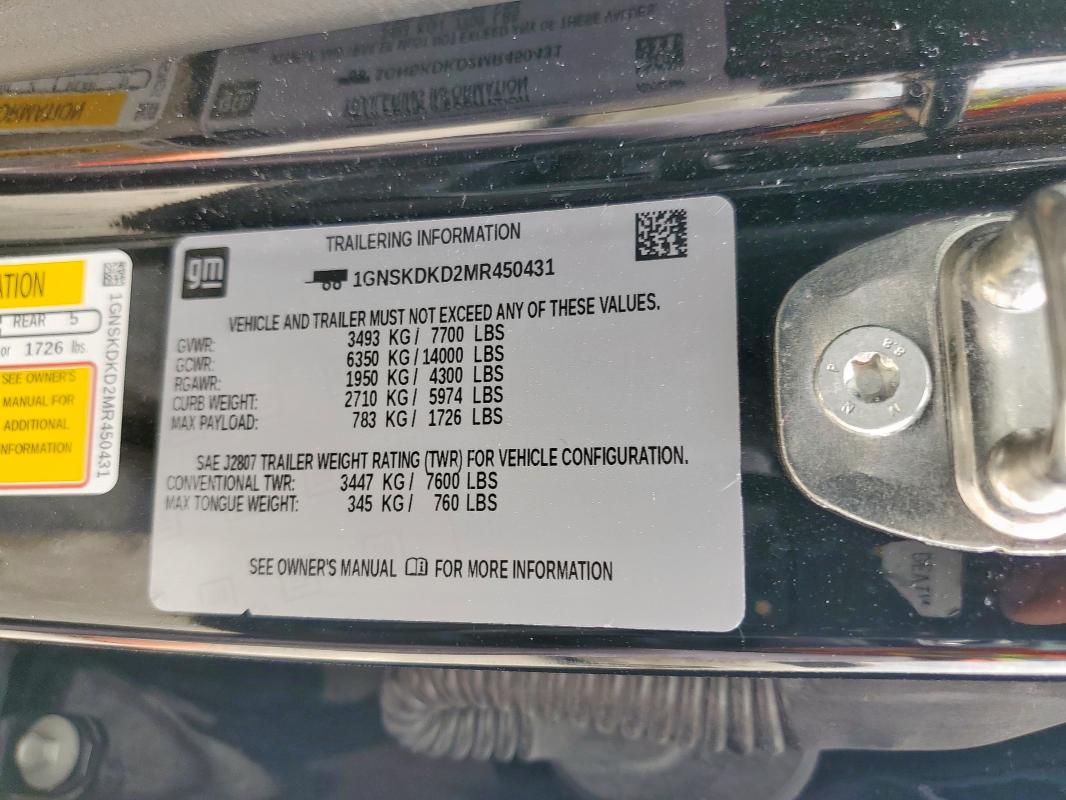 TRAILERING INFORMATION
gm
1GNSKDKD2MR450431
VEHICLE AND TRAILER MUST NOT EXCEED ANY OF THESE VALUES.
GVWR: 3493 KG / 7700 LBS
GCWR: 6350 KG / 14000 LBS
RGAWR: 1950 KG / 4300 LBS
CURB WEIGHT: 2710 KG / 5974 LBS
MAX PAYLOAD: 783 KG / 1726 LBS
SAE J2807 TRAILER WEIGHT RATING (TWR) FOR VEHICLE CONFIGURATION.
CONVENTIONAL TWR: 3447 KG / 7600 LBS
MAX TONGUE WEIGHT: 345 KG / 760 LBS
SEE OWNER'S MANUAL FOR MORE INFORMATION
REAR 5
or 1726 lbs.
SEE OWNER'S
MANUAL FOR
ADDITIONAL
INFORMATION
1GNSKDKD2MR450431